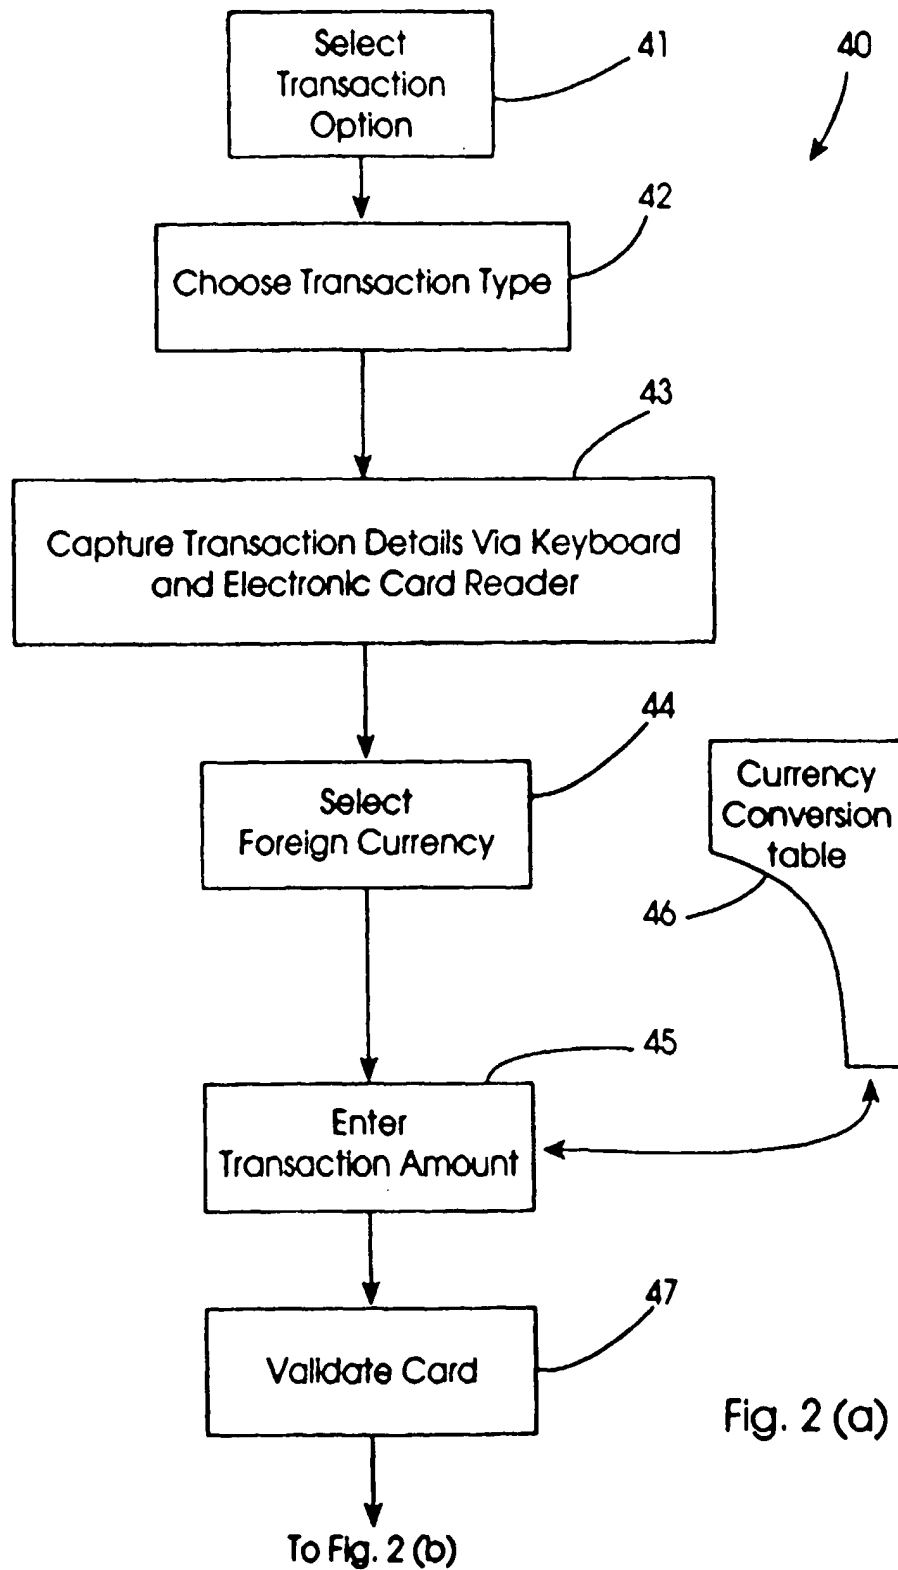 Select
Transaction
Option
41
40
Choose Transaction Type
42
43
Capture Transaction Details Via Keyboard
and Electronic Card Reader
44
Select
Foreign Currency
Currency
Conversion
table
46
45
Enter
Transaction Amount
47
Validate Card
Fig. 2 (a)
To Fig. 2 (b)